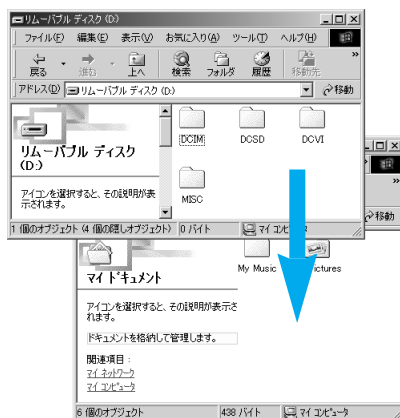 リムーバブル ディスク (D:)
ファイル(F) 編集(E) 表示(V) お気に入り(A) ツール(T) ヘルプ(H)
戻る 進む 上へ 検索 フォルダ 履歴 移動先 »
アドレス(D) リムーバブル ディスク (D:) 移動
リムーバブル ディスク
(D:)
アイコンを選択すると、その説明が表
示されます。
DCIM DCSD DCVI
MISC
1 個のオブジェクト (4 個の隠しオブジェクト) 0 バイト
»
移動
マイ ドキュメント
My Music
アイコンを選択すると、その説明が表示さ
れます。
ドキュメントを格納して管理します。
関連項目:
マイ ネットワーク
マイ コンピュータ
6 個のオブジェクト 438 バイト マイ コンピュータ